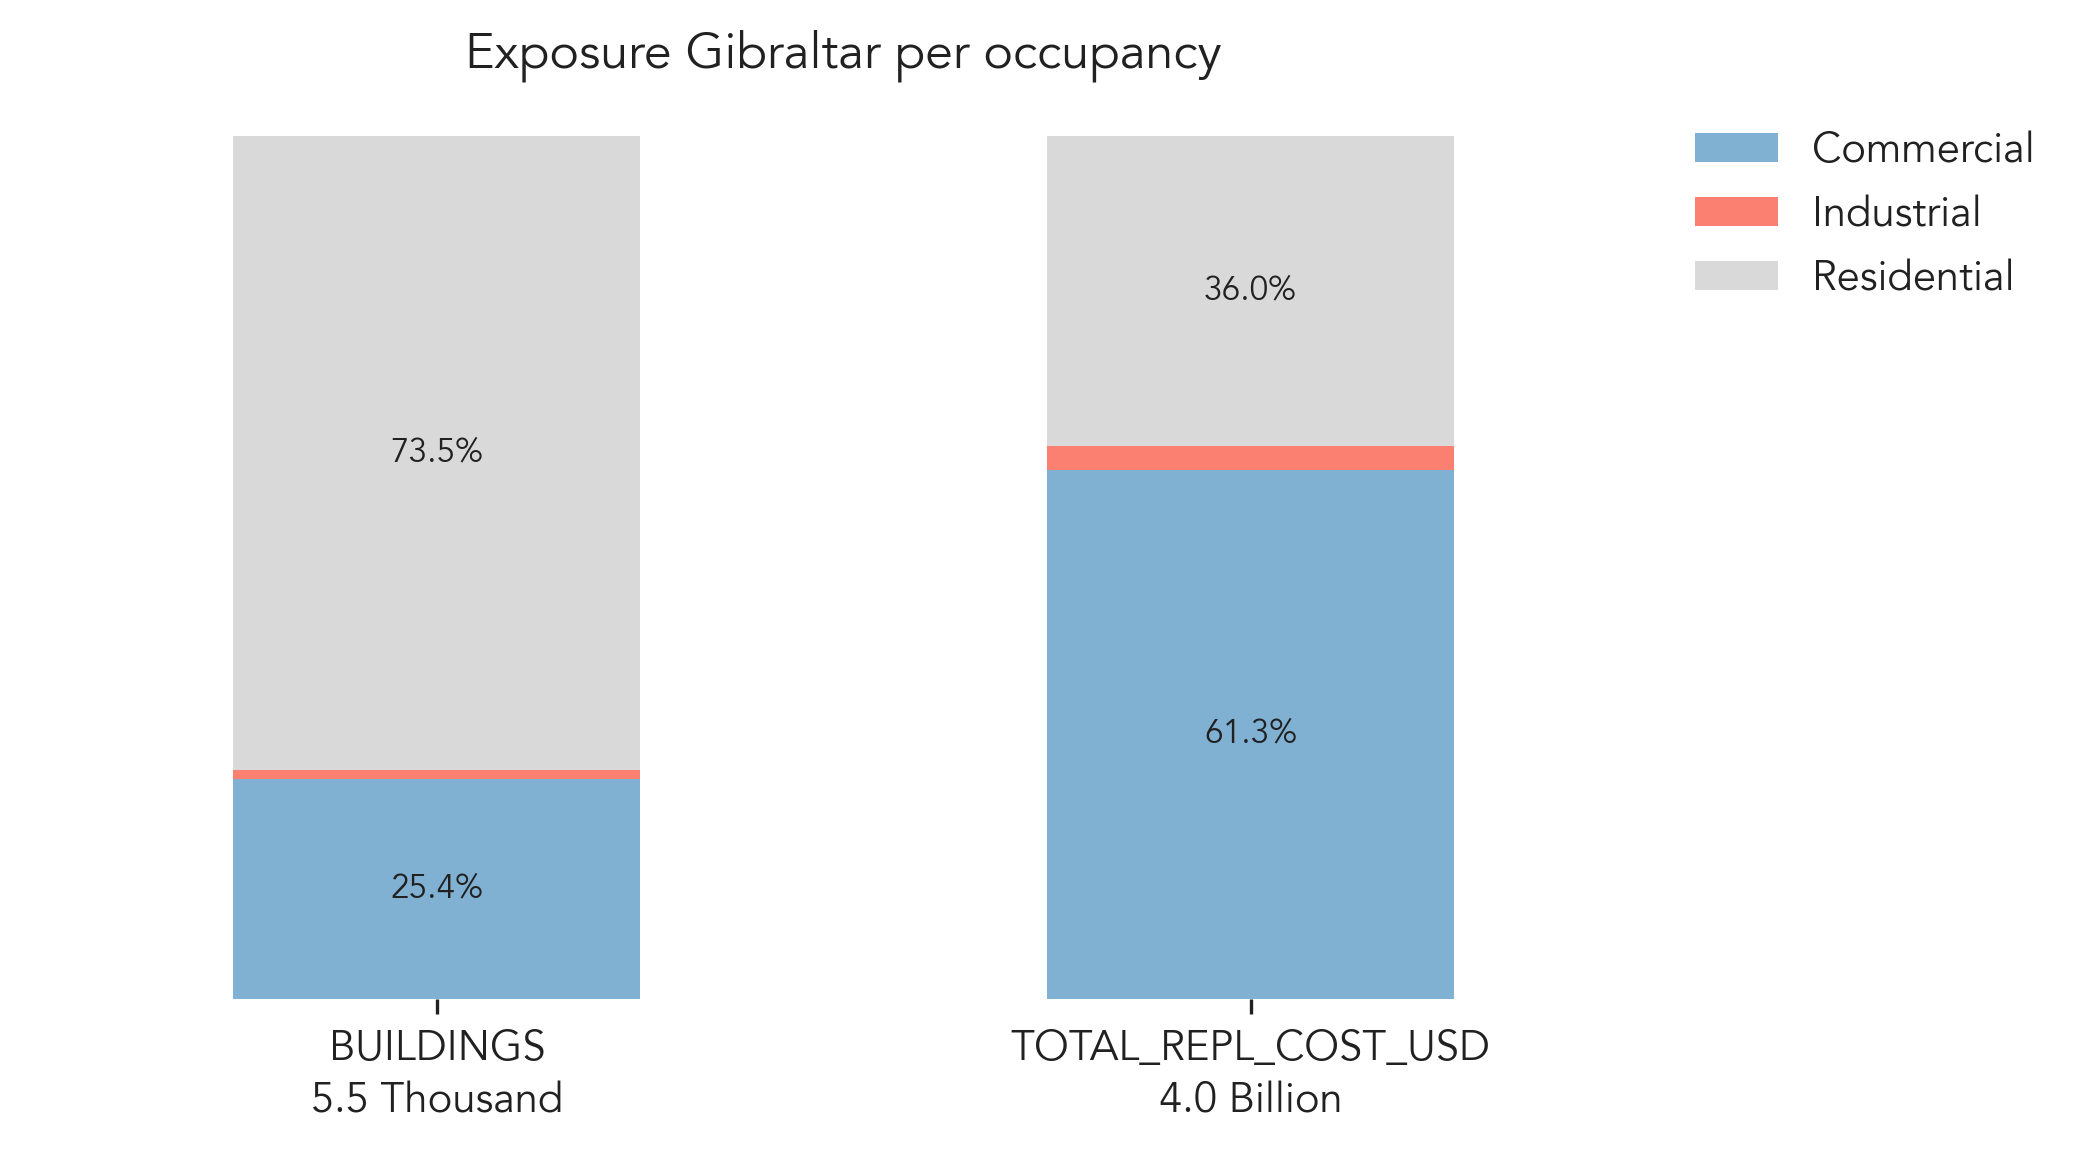 Exposure Gibraltar per occupancy
Commercial
Industrial
Residential
73.5%
25.4%
36.0%
61.3%
BUILDINGS
5.5 Thousand
TOTAL_REPL_COST_USD
4.0 Billion